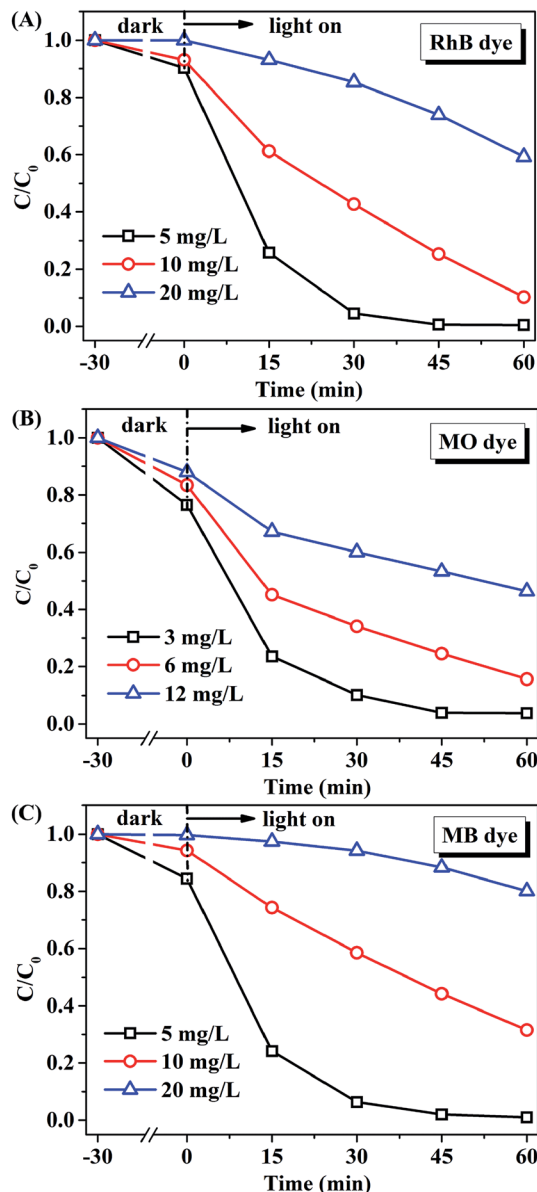 (A)
dark
light on
RhB dye
1.0
0.8
0.6
0.4
0.2
0.0
C/C₀
5 mg/L
10 mg/L
20 mg/L
-30
0
15
30
45
60
Time (min)
(B)
dark
light on
MO dye
1.0
0.8
0.6
0.4
0.2
0.0
C/C₀
3 mg/L
6 mg/L
12 mg/L
-30
0
15
30
45
60
Time (min)
(C)
dark
light on
MB dye
1.0
0.8
0.6
0.4
0.2
0.0
C/C₀
5 mg/L
10 mg/L
20 mg/L
-30
0
15
30
45
60
Time (min)